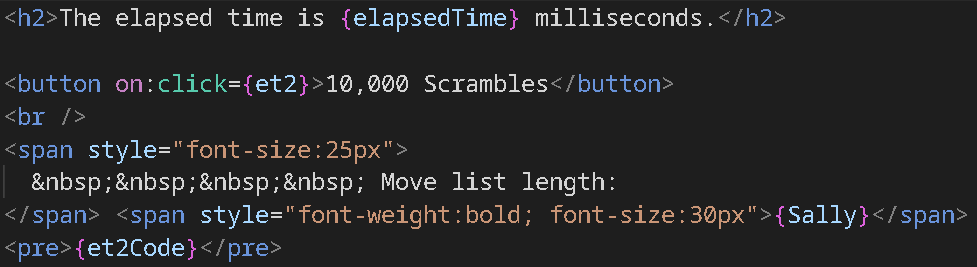 <h2>The elapsed time is {elapsedTime} milliseconds.</h2>
<button on:click={et2}>10,000 Scrambles</button>
<br />
<span style="font-size:25px">
&nbsp;&nbsp;&nbsp;&nbsp; Move list length:
</span> <span style="font-weight:bold; font-size:30px">{Sally}</span>
<pre>{et2Code}</pre>